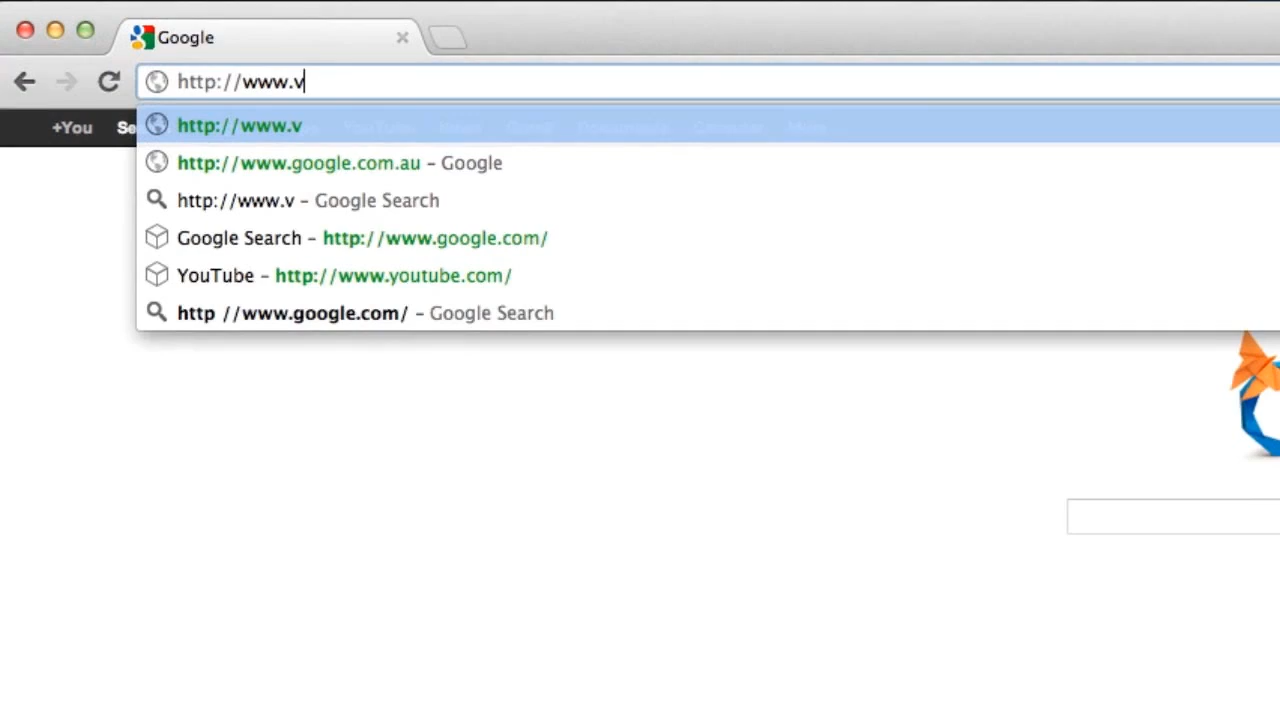 Google
http://www.v
+You
http://www.v
http://www.google.com.au – Google
http://www.v – Google Search
Google Search – http://www.google.com/
YouTube – http://www.youtube.com/
http //www.google.com/ – Google Search